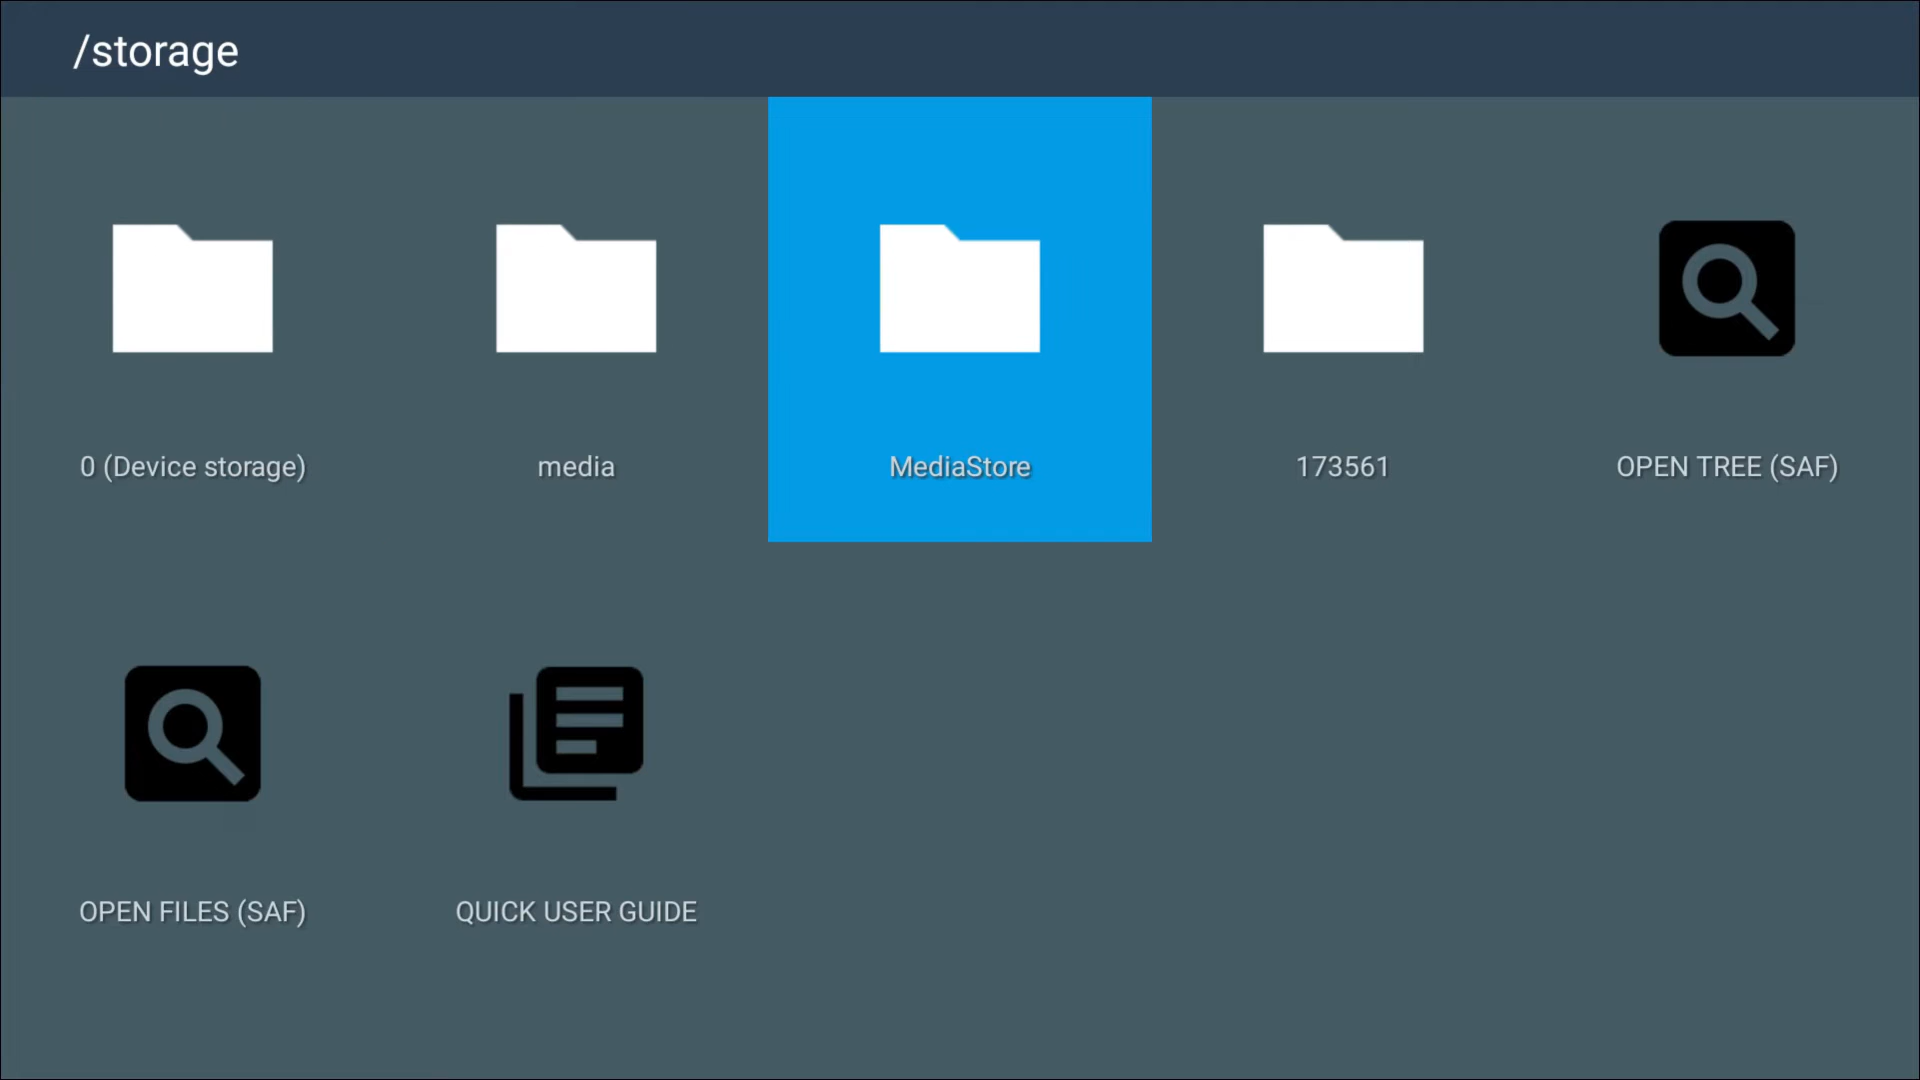 /storage
0 (Device storage)
media
MediaStore
173561
OPEN TREE (SAF)
OPEN FILES (SAF)
QUICK USER GUIDE